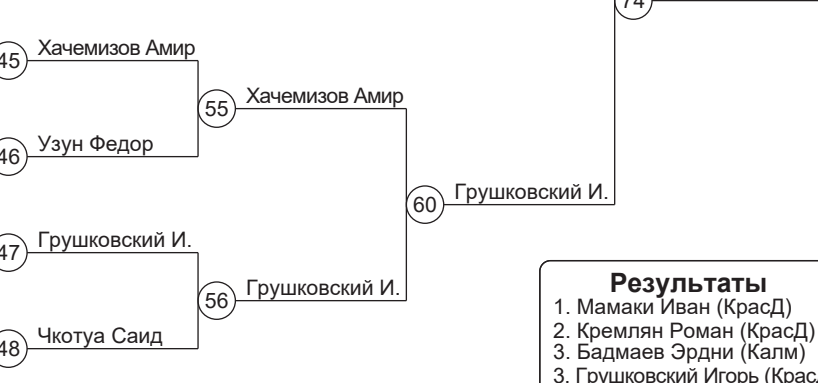 74
45 Хачемизов Амир
55 Хачемизов Амир
46 Узун Федор
60 Грушковский И.
47 Грушковский И.
56 Грушковский И.
48 Чкотуа Саид
Результаты
1. Мамаки Иван (КрасД)
2. Кремлян Роман (КрасД)
3. Бадмаев Эрдни (Калм)
3. Грушковский Игорь (Крас